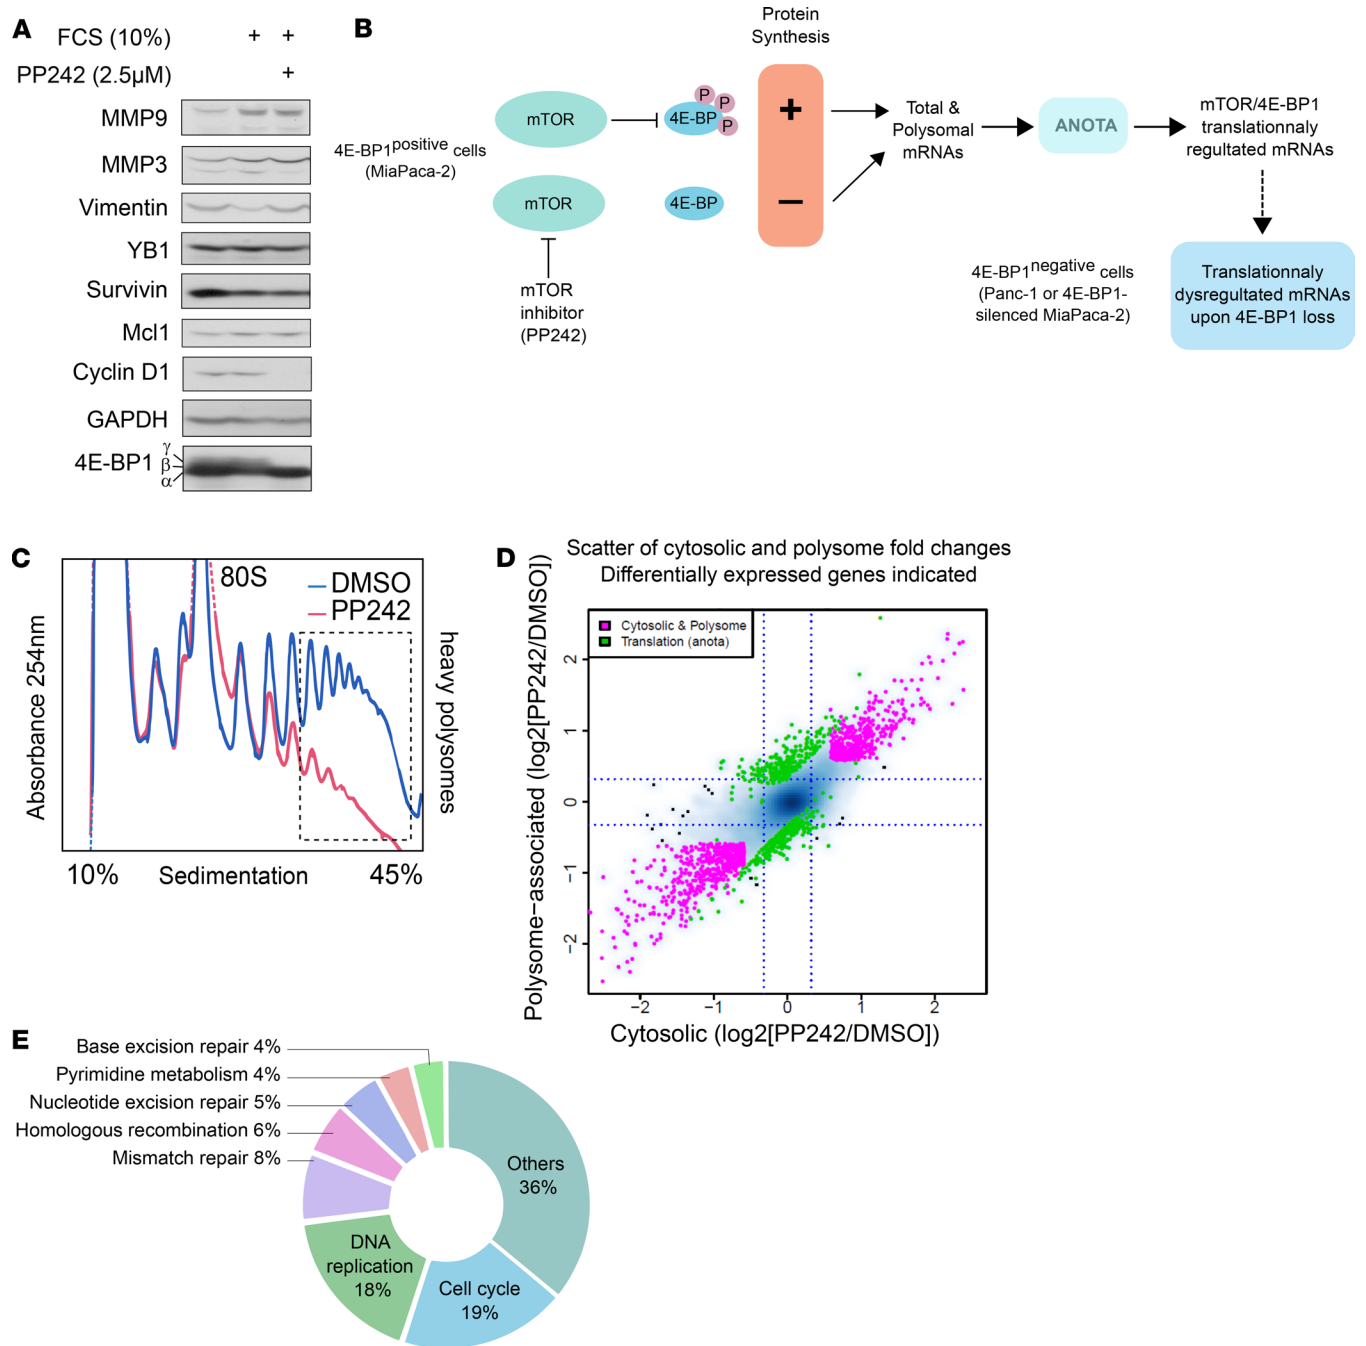 A
FCS (10%) + +
PP242 (2.5µM) +
MMP9
MMP3
Vimentin
YB1
Survivin
Mcl1
Cyclin D1
GAPDH
4E-BP1
γ
β
α
B
Protein
Synthesis
4E-BP1positive cells
(MiaPaca-2)
mTOR
4E-BP
P
P
P
+
mTOR
4E-BP
−
mTOR
inhibitor
(PP242)
Total &
Polysomal
mRNAs
ANOTA
mTOR/4E-BP1
translationnaly
regultated mRNAs
4E-BP1negative cells
(Panc-1 or 4E-BP1-
silenced MiaPaca-2)
Translationnaly
dysregultated mRNAs
upon 4E-BP1 loss
C
80S
DMSO
PP242
Absorbance 254nm
heavy polysomes
10% Sedimentation 45%
D
Scatter of cytosolic and polysome fold changes
Differentially expressed genes indicated
Cytosolic & Polysome
Translation (anota)
Polysome−associated (log2[PP242/DMSO])
2
1
0
−1
−2
−2 −1 0 1 2
Cytosolic (log2[PP242/DMSO])
E
Base excision repair 4%
Pyrimidine metabolism 4%
Nucleotide excision repair 5%
Homologous recombination 6%
Mismatch repair 8%
Others
36%
DNA
replication
18%
Cell cycle
19%